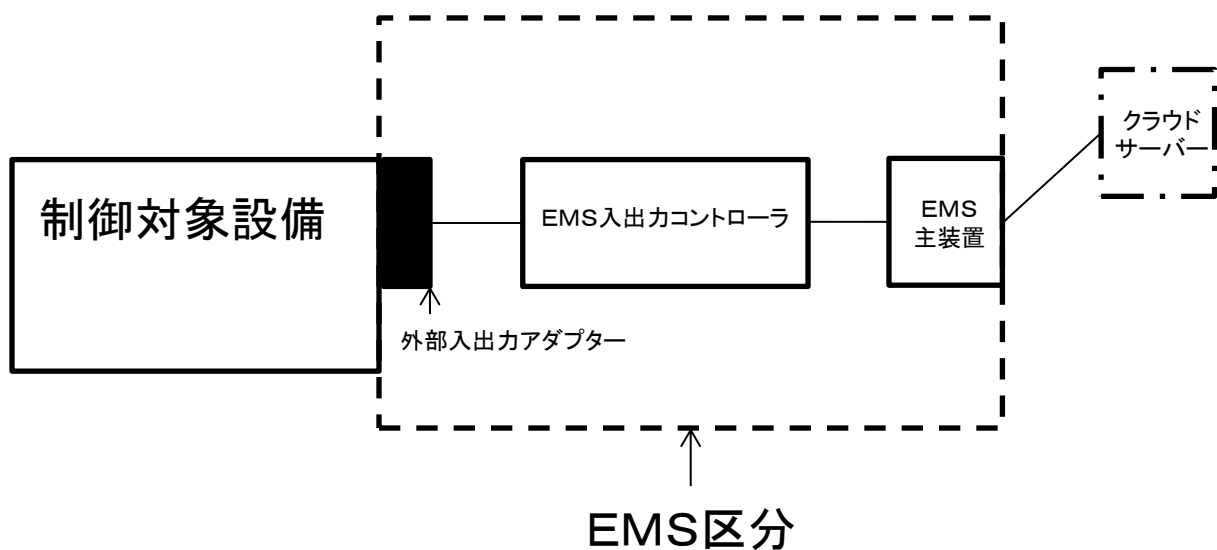 クラウド
サーバー
制御対象設備
EMS入出力コントローラ
EMS
主装置
外部入出力アダプター
EMS区分